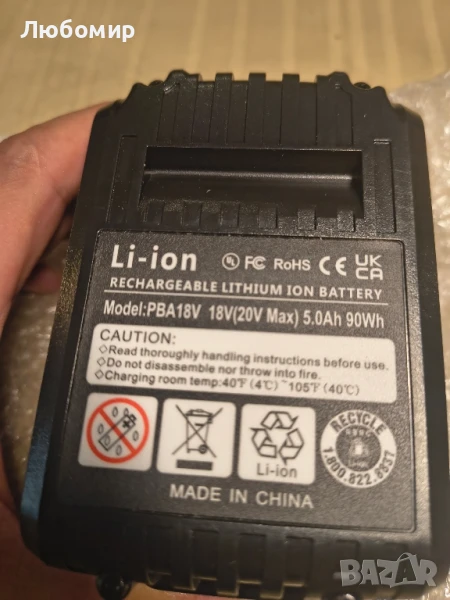 Любомир
Li-ion FC RoHS CE UK CA
RECHARGEABLE LITHIUM ION BATTERY
Model:PBA18V 18V(20V Max) 5.0Ah 90Wh
CAUTION:
Read thoroughly handling instructions before use.
Do not disassemble nor thraw into fire.
Charging room temp:40℉ (4℃) ~105℉ (40℃)
RECYCLE
Li-ion
1.800.822.8837
MADE IN CHINA
BAZAR